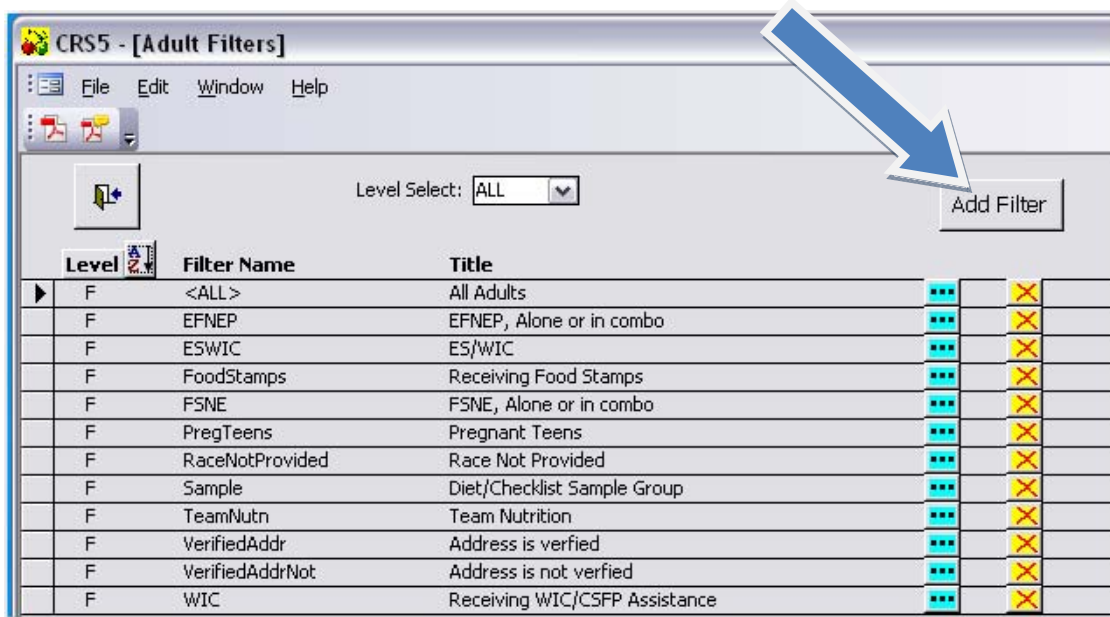 CRS5 - [Adult Filters]
File Edit Window Help
Level Select: ALL
Add Filter
Level Filter Name Title
F <ALL> All Adults
F EFNEP EFNEP, Alone or in combo
F ESWIC ES/WIC
F FoodStamps Receiving Food Stamps
F FSNE FSNE, Alone or in combo
F PregTeens Pregnant Teens
F RaceNotProvided Race Not Provided
F Sample Diet/Checklist Sample Group
F TeamNutn Team Nutrition
F VerifiedAddr Address is verfied
F VerifiedAddrNot Address is not verfied
F WIC Receiving WIC/CSFP Assistance